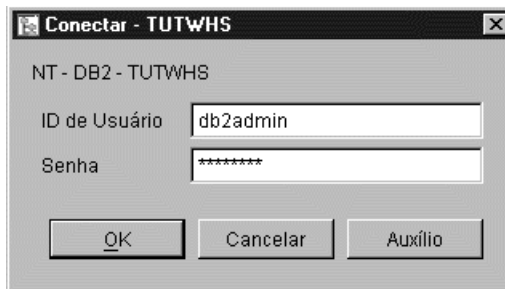 Conectar - TUTWHS
NT - DB2 - TUTWHS
ID de Usuário db2admin
Senha ********
OK Cancelar Auxílio